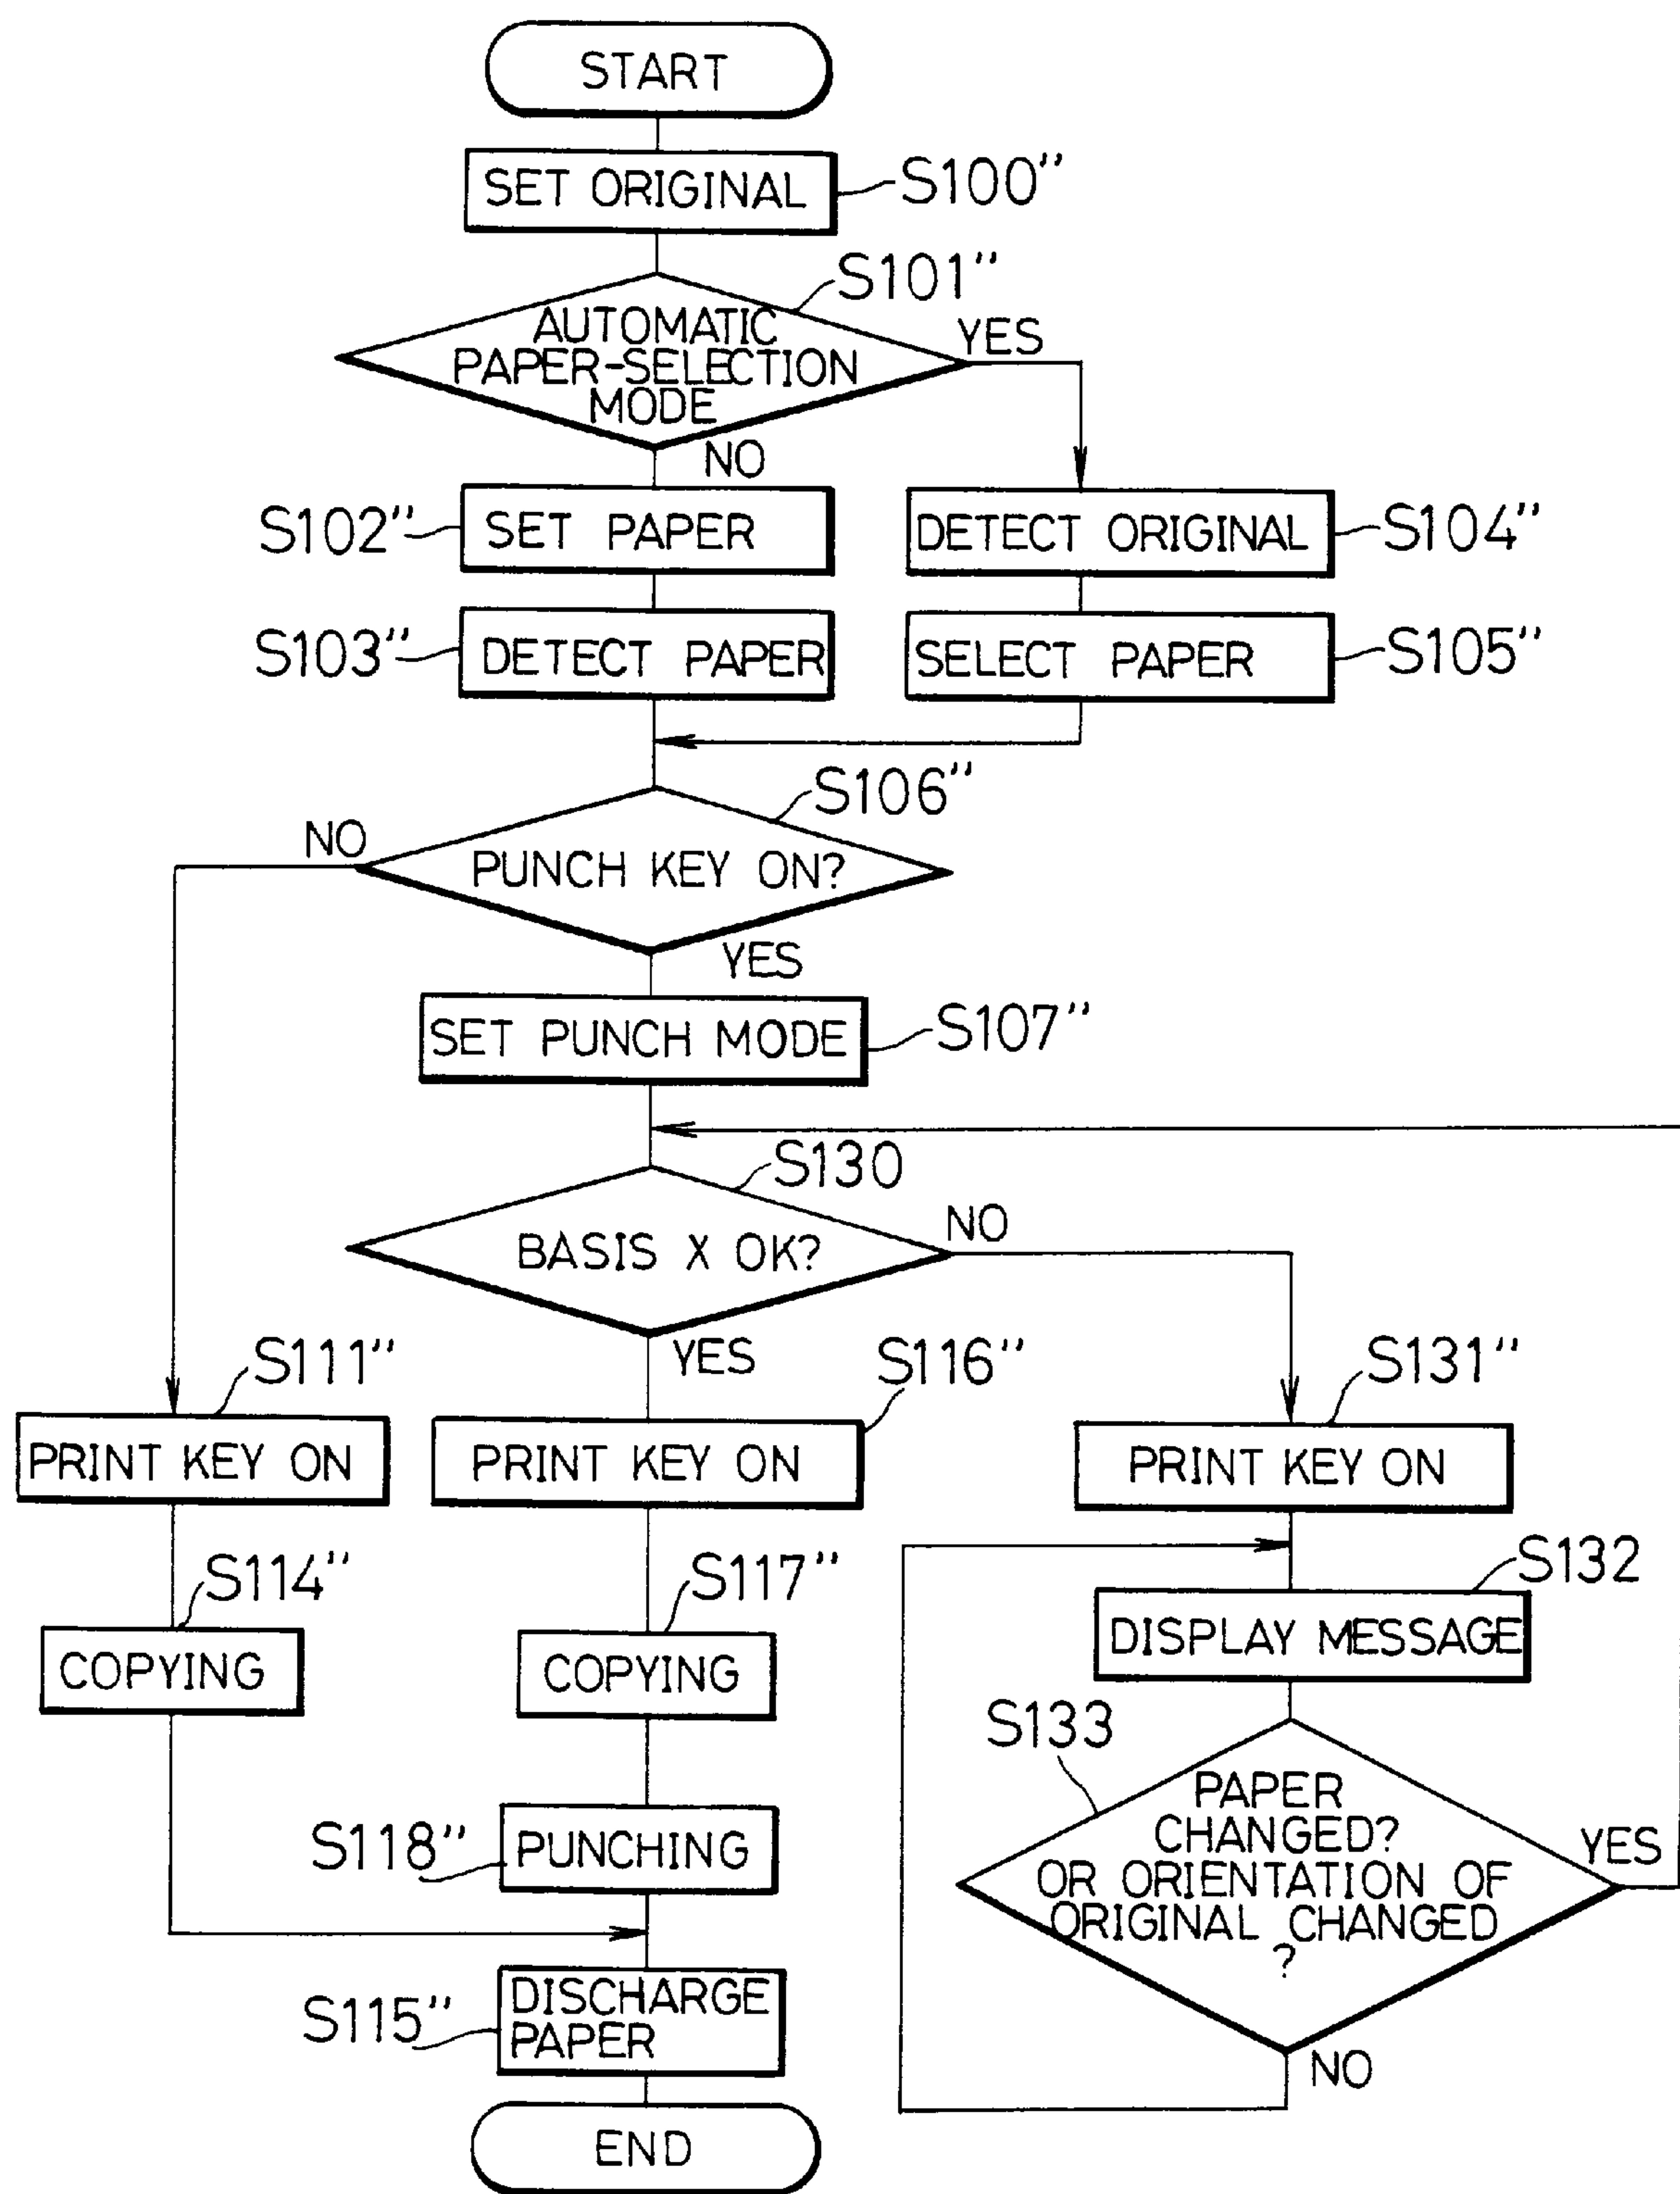 START
SET ORIGINAL
S100"
S101"
AUTOMATIC
PAPER-SELECTION
MODE
YES
NO
S102"
SET PAPER
DETECT ORIGINAL
S104"
S103"
DETECT PAPER
SELECT PAPER
S105"
S106"
NO
PUNCH KEY ON?
YES
SET PUNCH MODE
S107"
S130
BASIS X OK?
NO
YES
S111"
S116"
S131"
PRINT KEY ON
PRINT KEY ON
PRINT KEY ON
S114"
S117"
S132
COPYING
COPYING
DISPLAY MESSAGE
S133
PAPER
CHANGED?
OR ORIENTATION OF
ORIGINAL CHANGED
?
YES
NO
S118"
PUNCHING
S115"
DISCHARGE
PAPER
END